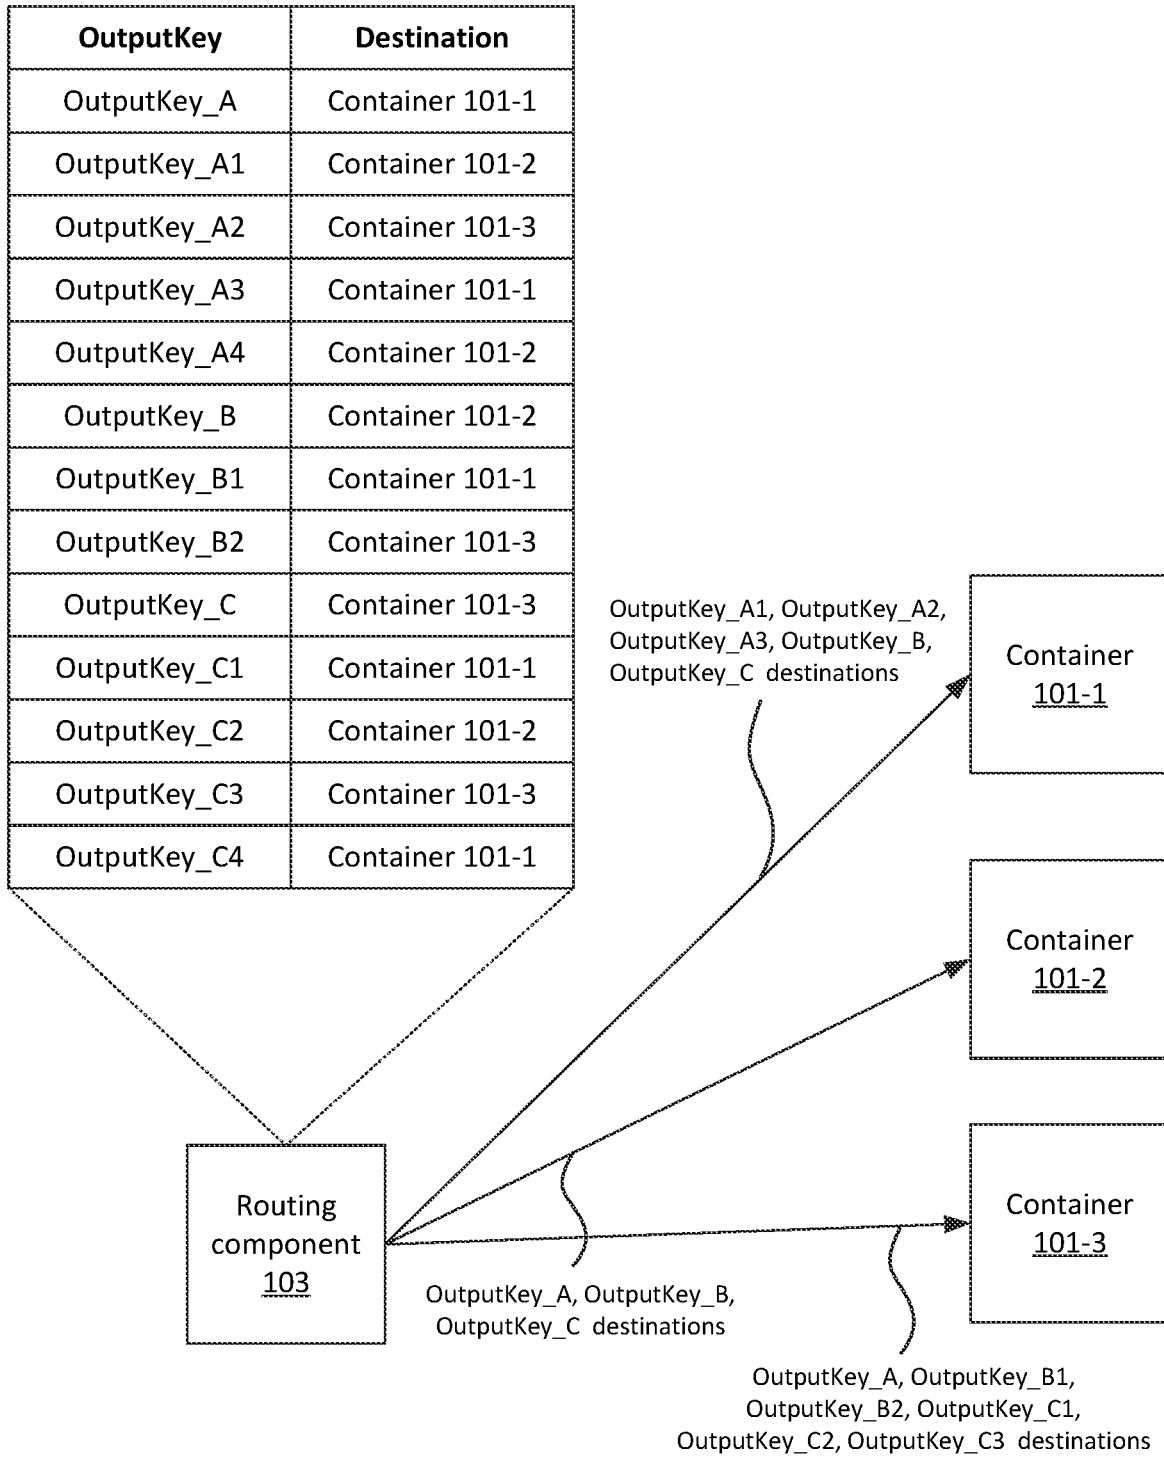 OutputKey Destination
OutputKey_A Container 101-1
OutputKey_A1 Container 101-2
OutputKey_A2 Container 101-3
OutputKey_A3 Container 101-1
OutputKey_A4 Container 101-2
OutputKey_B Container 101-2
OutputKey_B1 Container 101-1
OutputKey_B2 Container 101-3
OutputKey_C Container 101-3
OutputKey_C1 Container 101-1
OutputKey_C2 Container 101-2
OutputKey_C3 Container 101-3
OutputKey_C4 Container 101-1
OutputKey_A1, OutputKey_A2,
OutputKey_A3, OutputKey_B,
OutputKey_C destinations
Container
101-1
Container
101-2
Container
101-3
Routing
component
103
OutputKey_A, OutputKey_B,
OutputKey_C destinations
OutputKey_A, OutputKey_B1,
OutputKey_B2, OutputKey_C1,
OutputKey_C2, OutputKey_C3 destinations